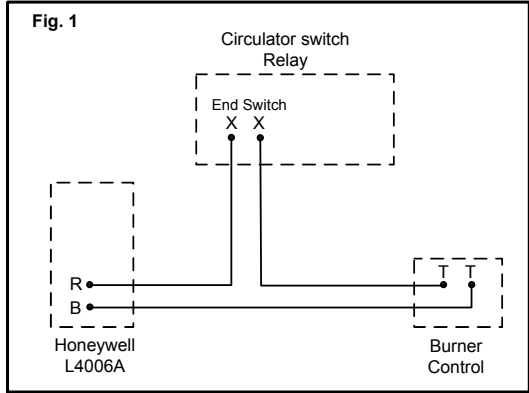 Fig. 1
Circulator switch
Relay
End Switch
X X
R
B
T T
Honeywell
L4006A
Burner
Control